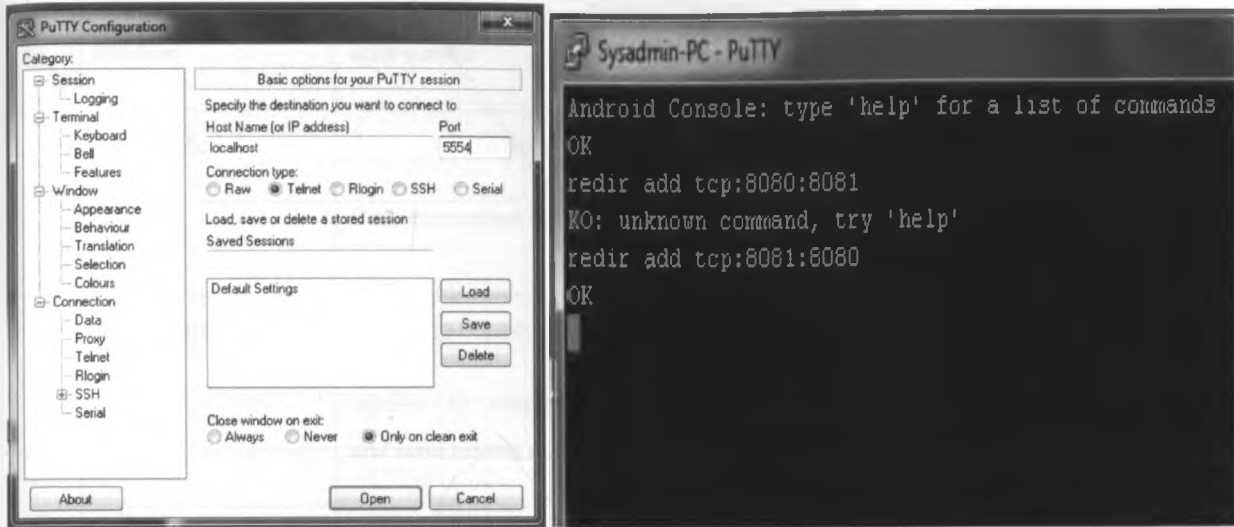 PuTTY Configuration
Category:
Session
Logging
Terminal
Keyboard
Bell
Features
Window
Appearance
Behaviour
Translation
Selection
Colours
Connection
Data
Proxy
Telnet
Rlogin
SSH
Serial
Basic options for your PuTTY session
Specify the destination you want to connect to
Host Name (or IP address) Port
localhost 5554
Connection type:
Raw Telnet Rlogin SSH Serial
Load, save or delete a stored session
Saved Sessions
Default Settings
Load
Save
Delete
Close window on exit:
Always Never Only on clean exit
About Open Cancel
Sysadmin-PC - PuTTY
Android Console: type 'help' for a list of commands
OK
redir add tcp:8080:8081
KO: unknown command, try 'help'
redir add tcp:8081:8080
OK